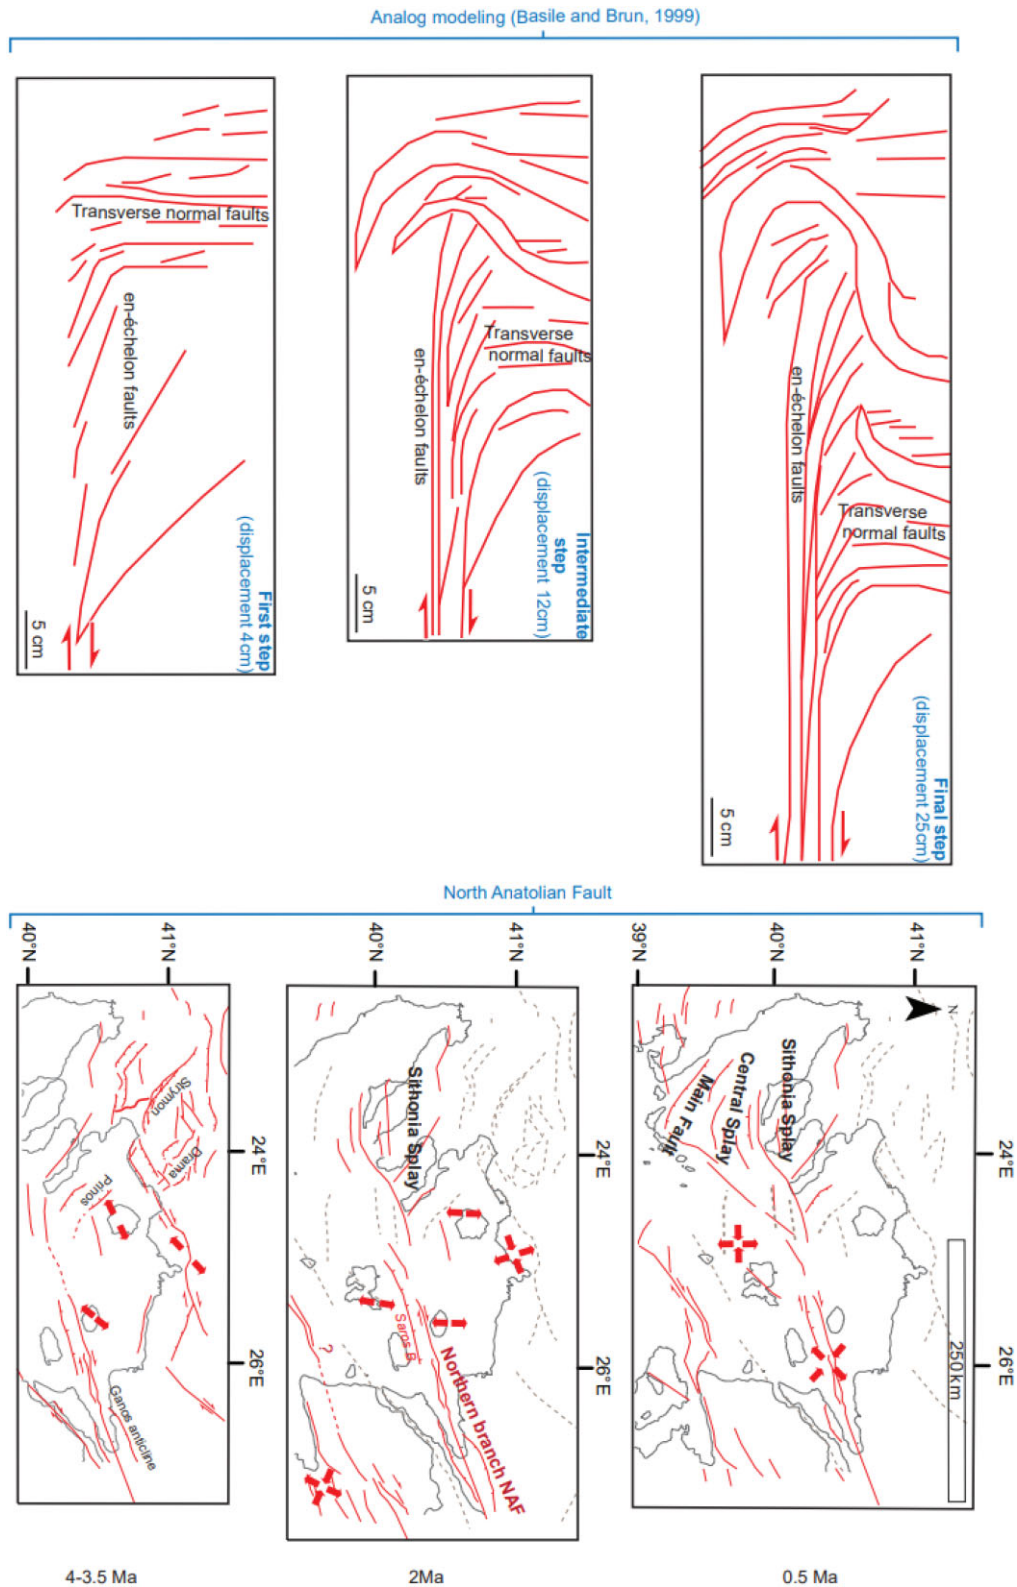 Analog modeling (Basile and Brun, 1999)
Transverse normal faults
en-échelon faults
First step
(displacement 4cm)
5 cm
Transverse
normal faults
en-échelon faults
Intermediate
step
(displacement 12cm)
5 cm
en-échelon faults
Transverse
normal faults
Final step
(displacement 25cm)
5 cm
North Anatolian Fault
40°N
41°N
24°E
26°E
Strymon
Drama
Prinos
Ganos anticine
4-3.5 Ma
40°N
41°N
24°E
26°E
Sithonia Splay
Saros B
?
Northern branch NAF
2Ma
39°N
40°N
41°N
24°E
26°E
N
Sithonia Splay
Central Splay
Main Fault
250km
0.5 Ma